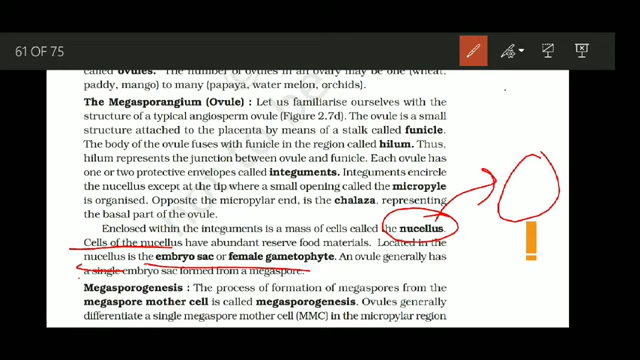 61 OF 75
called ovules. The number of ovules in an ovary may be one (wheat,
paddy, mango) to many (papaya, water melon, orchids).
The Megasporangium (Ovule) : Let us familiarise ourselves with the
structure of a typical angiosperm ovule (Figure 2.7d). The ovule is a small
structure attached to the placenta by means of a stalk called funicle.
The body of the ovule fuses with funicle in the region called hilum. Thus,
hilum represents the junction between ovule and funicle. Each ovule has
one or two protective envelopes called integuments. Integuments encircle
the nucellus except at the tip where a small opening called the micropyle
is organised. Opposite the micropylar end, is the chalaza, representing
the basal part of the ovule.
Enclosed within the integuments is a mass of cells called the nucellus.
Cells of the nucellus have abundant reserve food materials. Located in the
nucellus is the embryo sac or female gametophyte. An ovule generally has
a single embryo sac formed from a megaspore.
Megasporogenesis : The process of formation of megaspores from the
megaspore mother cell is called megasporogenesis. Ovules generally
differentiate a single megaspore mother cell (MMC) in the micropylar region